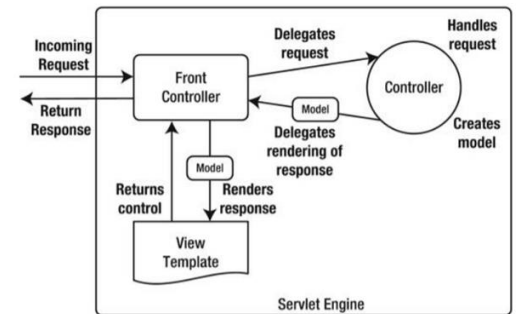 Incoming
Request
Return
Response
Front
Controller
Delegates
request
Handles
request
Controller
Creates
model
Model
Delegates
rendering of
response
Model
Returns
control
Renders
response
View
Template
Servlet Engine